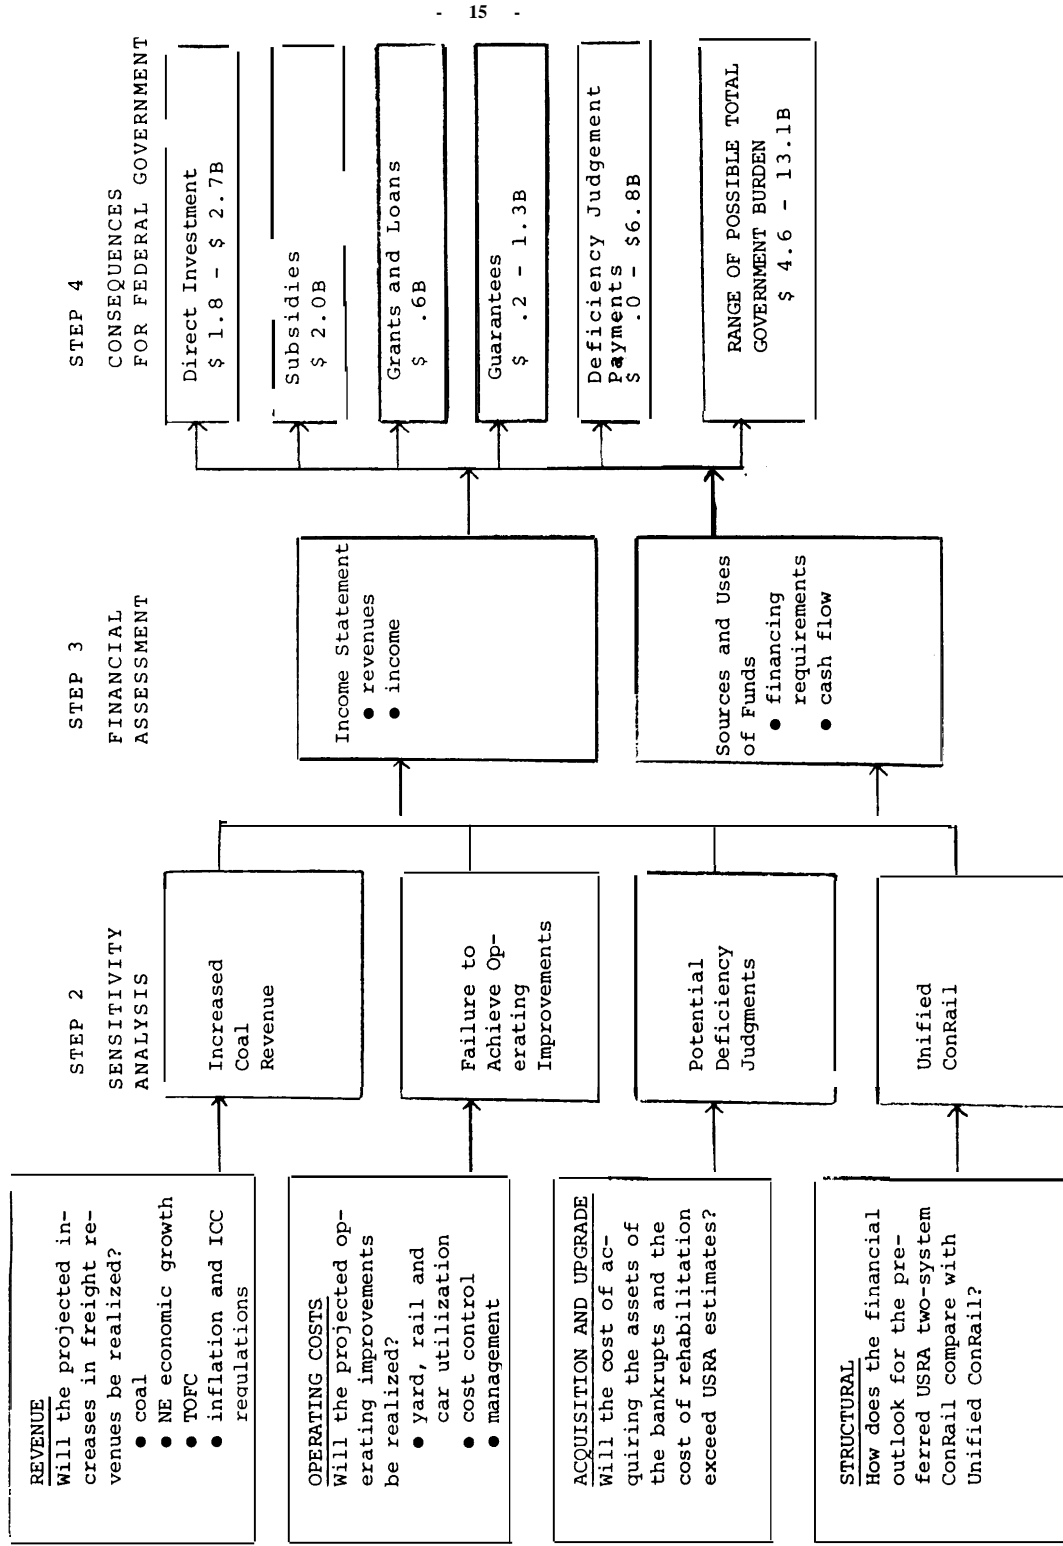 - 15 -
REVENUE
Will the projected in-
creases in freight re-
venues be realized?
● coal
● NE economic growth
● TOFC
● inflation and ICC
requlations
OPERATING COSTS
Will the projected op-
erating improvements
be realized?
● yard, rail and
car utilization
● cost control
● management
ACQUISITION AND UPGRADE
Will the cost of ac-
quiring the assets of
the bankrupts and the
cost of rehabilitation
exceed USRA estimates?
STRUCTURAL
How does the financial
outlook for the pre-
ferred USRA two-system
ConRail compare with
Unified ConRail?
STEP 2
SENSITIVITY
ANALYSIS
Increased
Coal
Revenue
Failure to
Achieve Op-
erating
Improvements
Potential
Deficiency
Judgments
Unified
ConRail
STEP 3
FINANCIAL
ASSESSMENT
Income Statement
● revenues
● income
Sources and Uses
of Funds
● financing
requirements
● cash flow
STEP 4
CONSEQUENCES
FOR FEDERAL GOVERNMENT
Direct Investment
$ 1.8 - $ 2.7B
Subsidies
$ 2.0B
Grants and Loans
$ .6B
Guarantees
$ .2 - 1.3B
Deficiency Judgement
Payments
$ .0 - $6.8B
RANGE OF POSSIBLE TOTAL
GOVERNMENT BURDEN
$ 4.6 - 13.1B